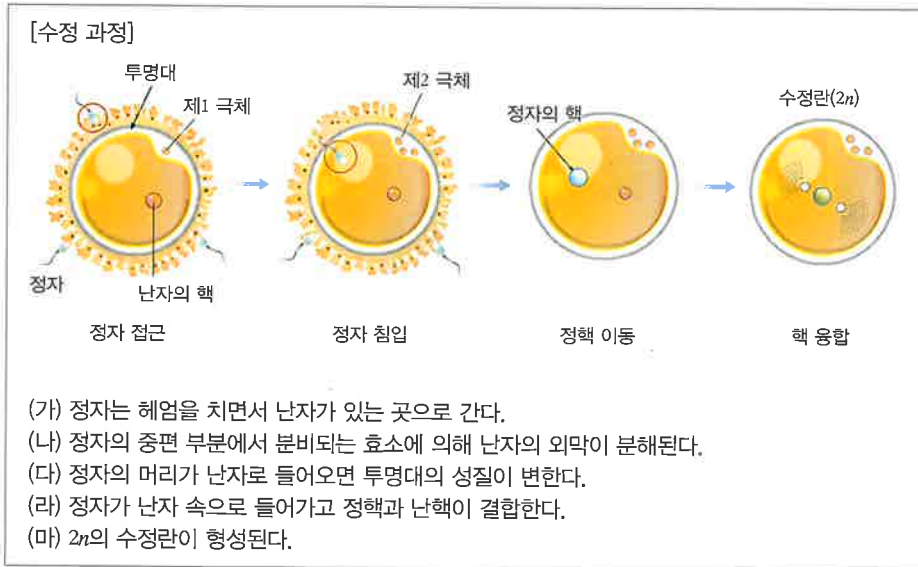 [수정 과정]
투명대
제1 극체
정자
난자의 핵
정자 접근
제2 극체
정자 침입
정자의 핵
정핵 이동
수정란(2n)
핵 융합
(가) 정자는 헤엄을 치면서 난자가 있는 곳으로 간다.
(나) 정자의 중편 부분에서 분비되는 효소에 의해 난자의 외막이 분해된다.
(다) 정자의 머리가 난자로 들어오면 투명대의 성질이 변한다.
(라) 정자가 난자 속으로 들어가고 정핵과 난핵이 결합한다.
(마) 2n의 수정란이 형성된다.